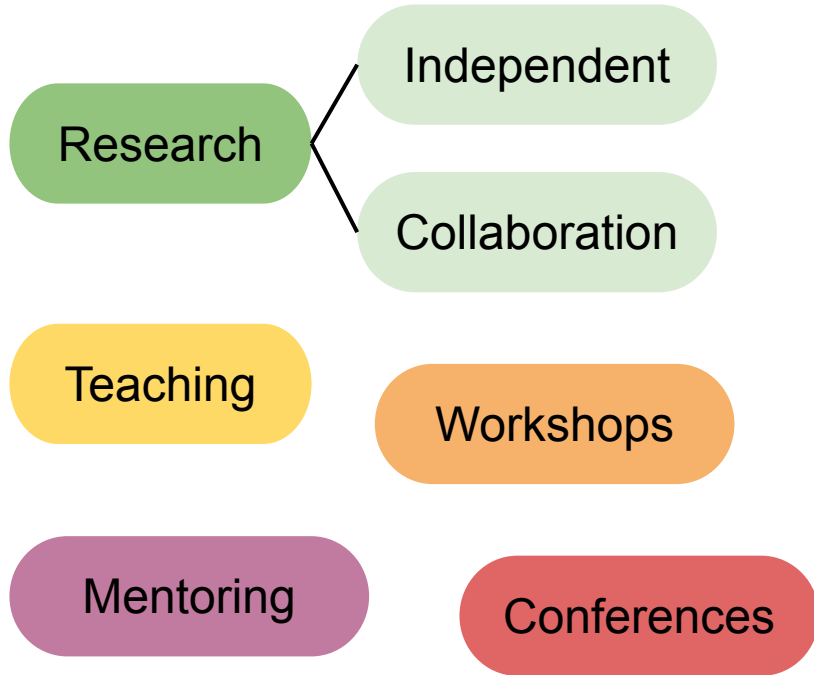 Independent
Research
Collaboration
Teaching
Workshops
Mentoring
Conferences